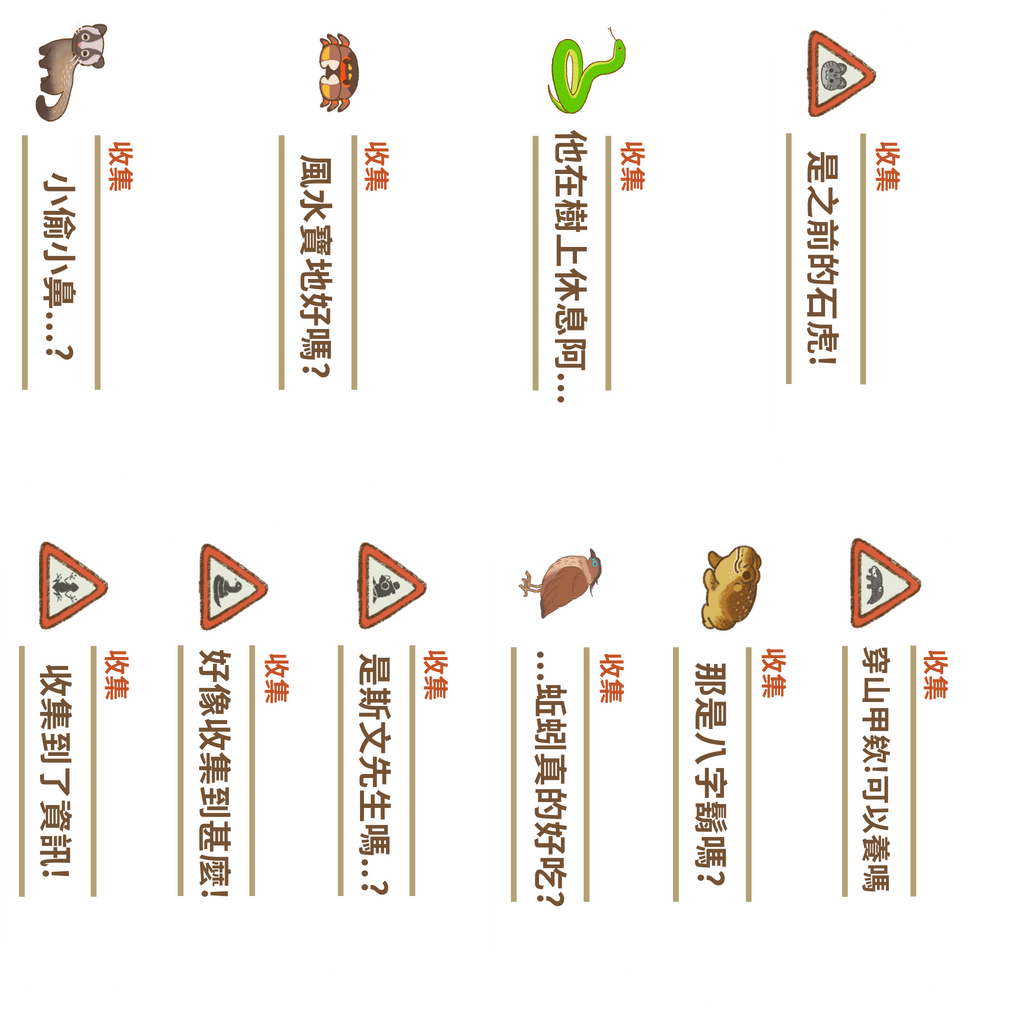 收集
是之前的石虎!
收集
他在樹上休息阿...
收集
風水寶地好嗎?
收集
小偷小鼻...?
收集
穿山甲欸!可以養嗎
收集
那是八字鬍嗎?
收集
...蚯蚓真的好吃?
收集
是斯文先生嗎..?
收集
好像收集到甚麼!
收集
收集到了資訊!